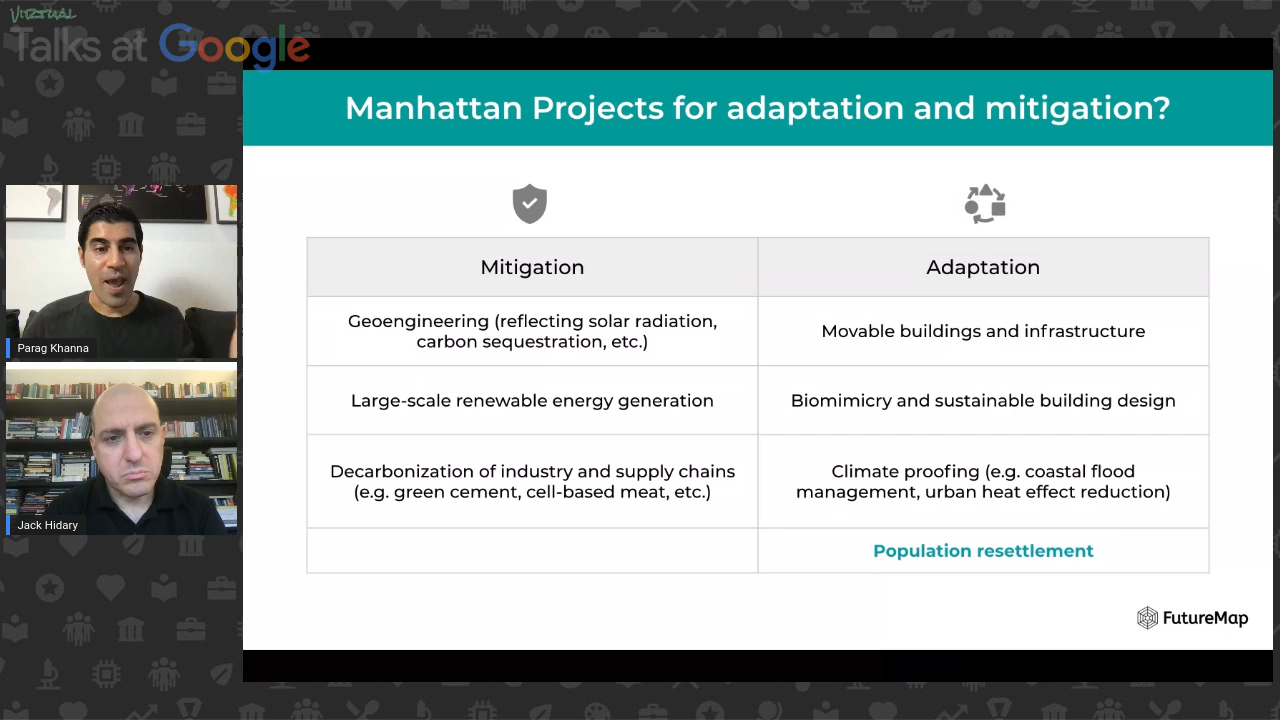 VIRTUAL
Talks at Google
Manhattan Projects for adaptation and mitigation?
Mitigation
Adaptation
Geoengineering (reflecting solar radiation,
carbon sequestration, etc.)
Movable buildings and infrastructure
Large-scale renewable energy generation
Biomimicry and sustainable building design
Decarbonization of industry and supply chains
(e.g. green cement, cell-based meat, etc.)
Climate proofing (e.g. coastal flood
management, urban heat effect reduction)
Population resettlement
FutureMap
Parag Khanna
Jack Hidary